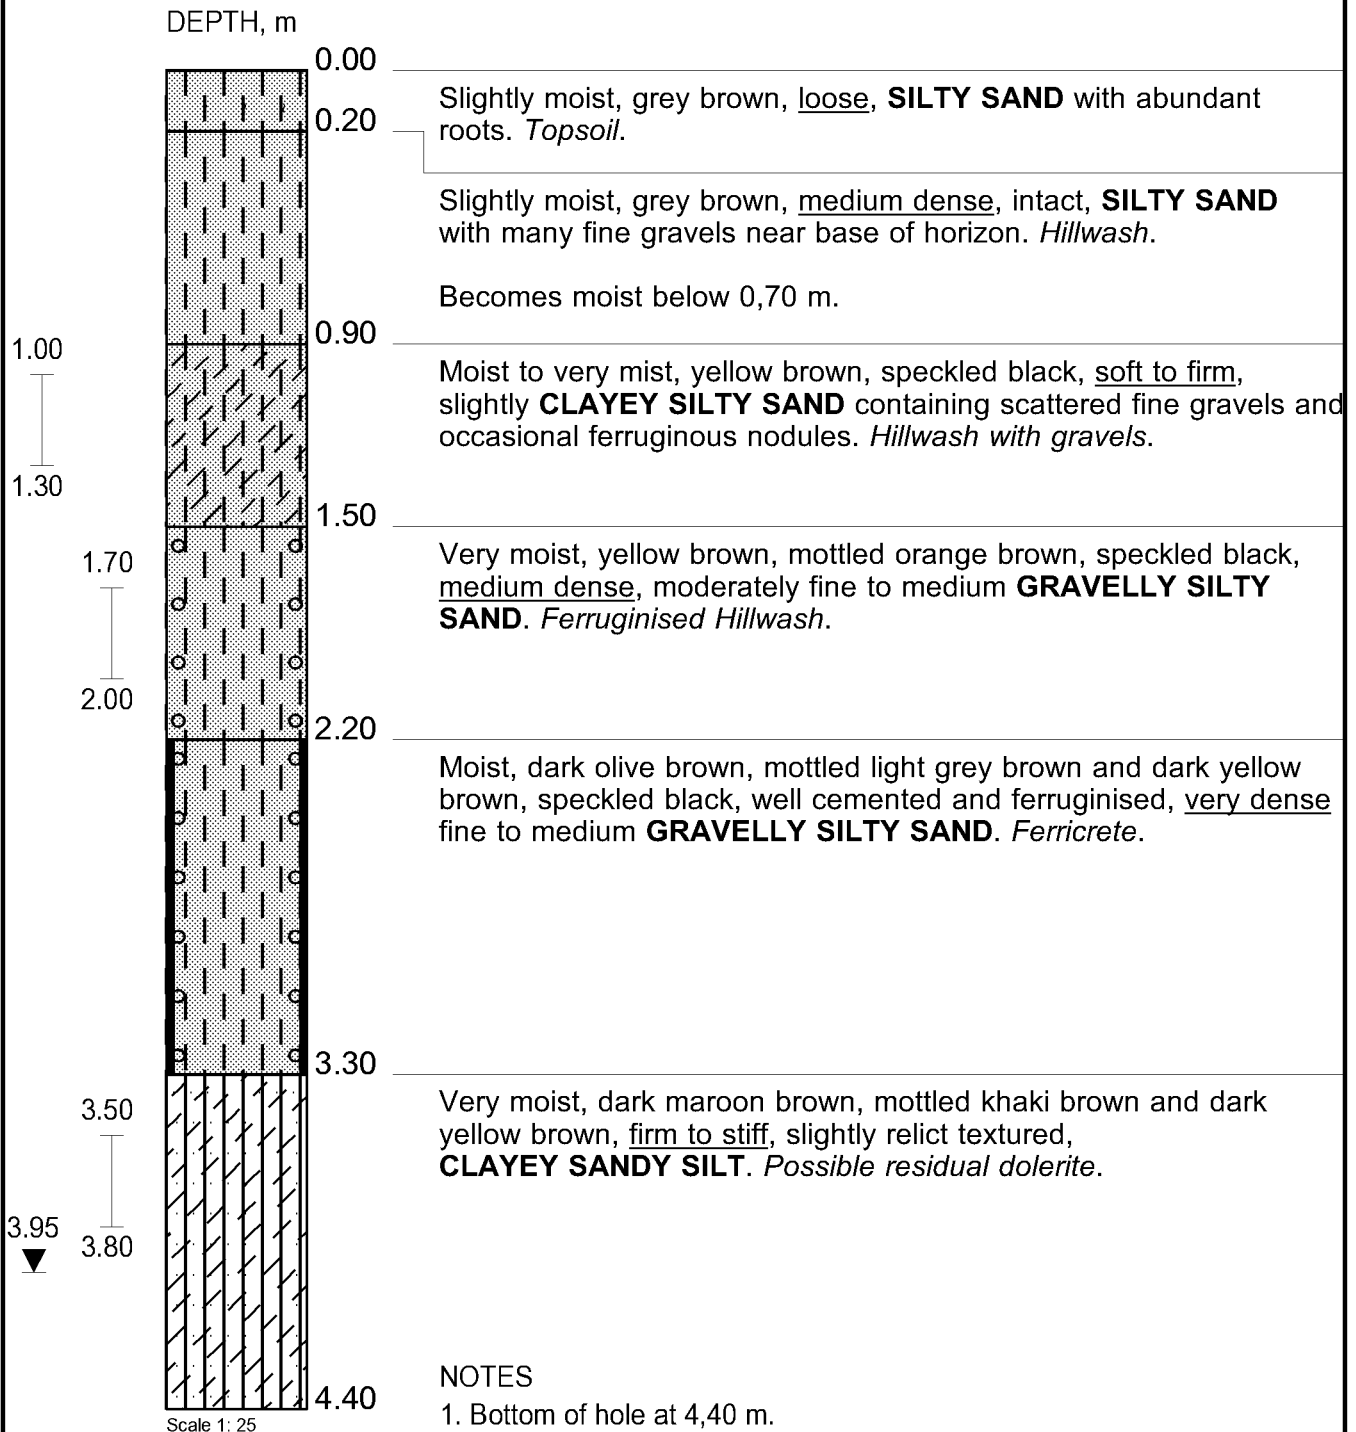 DEPTH, m
0.00
Slightly moist, grey brown, loose, SILTY SAND with abundant
roots. Topsoil.
0.20
Slightly moist, grey brown, medium dense, intact, SILTY SAND
with many fine gravels near base of horizon. Hillwash.
Becomes moist below 0,70 m.
0.90
1.00
1.30
Moist to very mist, yellow brown, speckled black, soft to firm,
slightly CLAYEY SILTY SAND containing scattered fine gravels and
occasional ferruginous nodules. Hillwash with gravels.
1.50
1.70
2.00
Very moist, yellow brown, mottled orange brown, speckled black,
medium dense, moderately fine to medium GRAVELLY SILTY
SAND. Ferruginised Hillwash.
2.20
Moist, dark olive brown, mottled light grey brown and dark yellow
brown, speckled black, well cemented and ferruginised, very dense
fine to medium GRAVELLY SILTY SAND. Ferricrete.
3.30
3.50
3.80
3.95
Very moist, dark maroon brown, mottled khaki brown and dark
yellow brown, firm to stiff, slightly relict textured,
CLAYEY SANDY SILT. Possible residual dolerite.
4.40
Scale 1: 25
NOTES
1. Bottom of hole at 4,40 m.